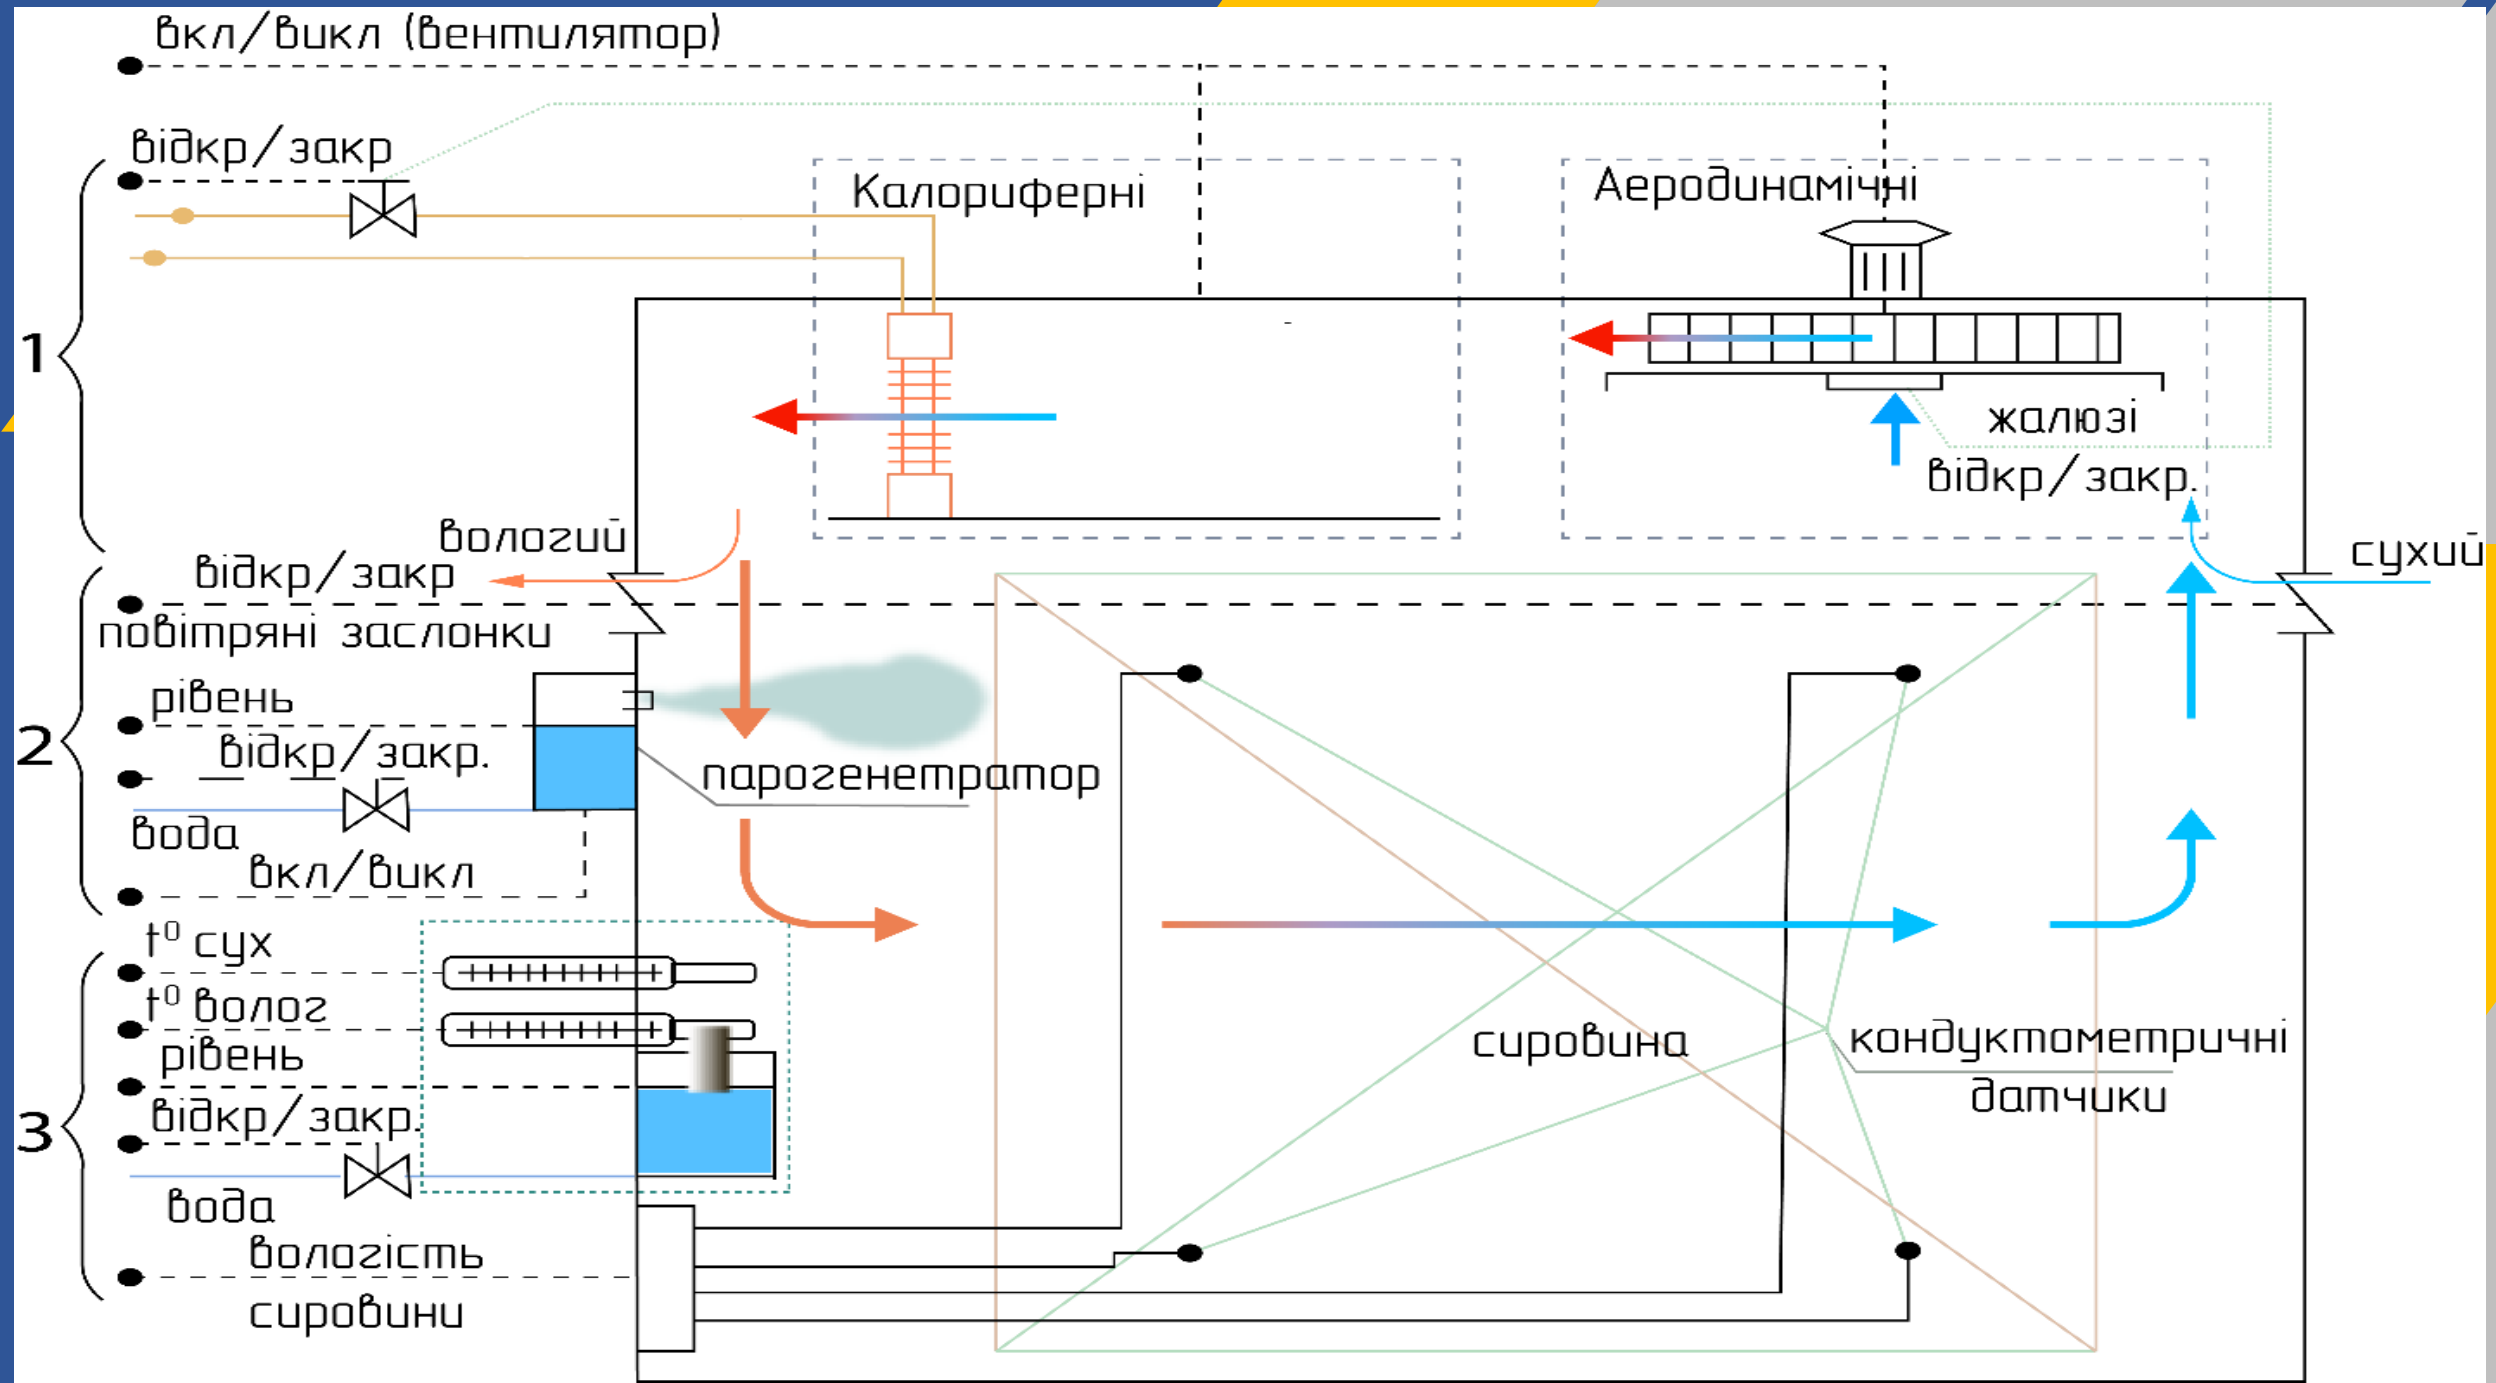 вкл/викл (вентилятор)
відкр/закр
Калориферні
Аеродинамічні
1
жалюзі
відкр/закр.
вологий
сухий
відкр/закр
повітряні заслонки
рівень
2
відкр/закр.
парогенетратор
вода
вкл/викл
t⁰ сух
t⁰ волог
рівень
сировина
кондуктометричні
датчики
3
відкр/закр.
вода
вологість
сировини